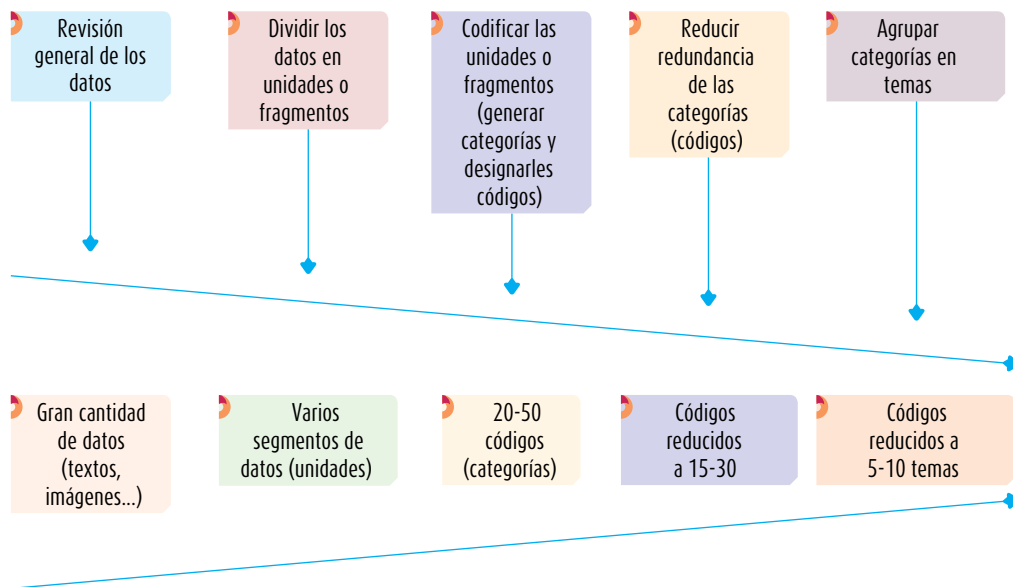 Revisión
general de los
datos
Dividir los
datos en
unidades o
fragmentos
Codificar las
unidades o
fragmentos
(generar
categorías y
designarles
códigos)
Reducir
redundancia
de las
categorías
(códigos)
Agrupar
categorías en
temas
Gran cantidad
de datos
(textos,
imágenes...)
Varios
segmentos de
datos (unidades)
20-50
códigos
(categorías)
Códigos
reducidos
a 15-30
Códigos
reducidos a
5-10 temas